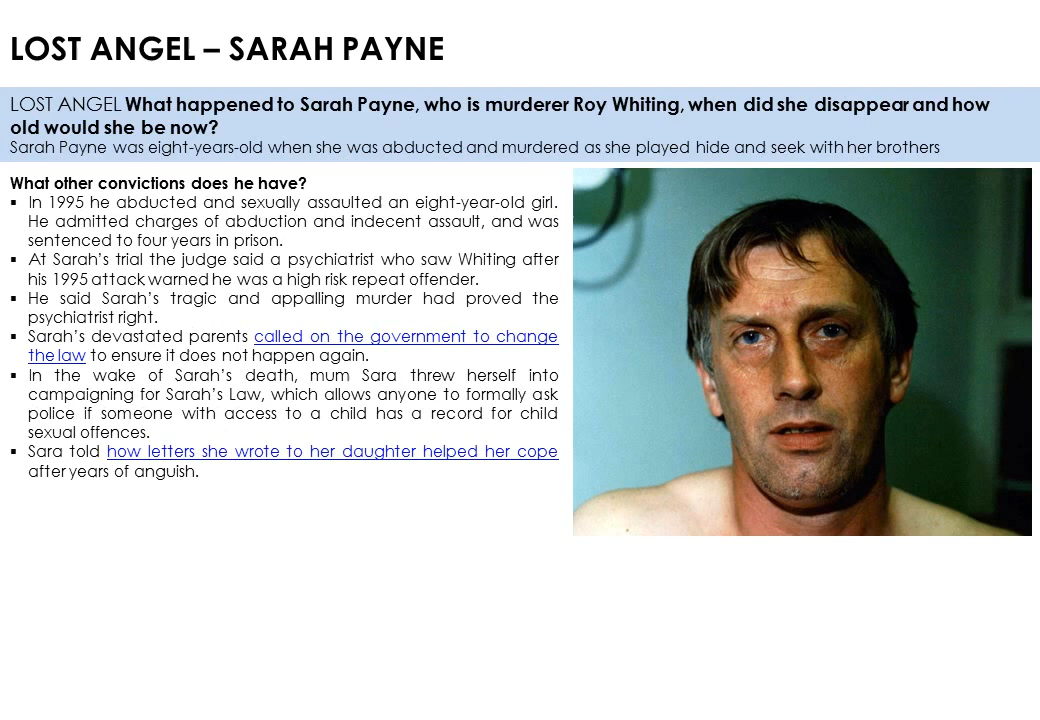 LOST ANGEL – SARAH PAYNE
LOST ANGEL What happened to Sarah Payne, who is murderer Roy Whiting, when did she disappear and how
old would she be now?
Sarah Payne was eight-years-old when she was abducted and murdered as she played hide and seek with her brothers
What other convictions does he have?
▪ In 1995 he abducted and sexually assaulted an eight-year-old girl.
He admitted charges of abduction and indecent assault, and was
sentenced to four years in prison.
▪ At Sarah’s trial the judge said a psychiatrist who saw Whiting after
his 1995 attack warned he was a high risk repeat offender.
▪ He said Sarah’s tragic and appalling murder had proved the
psychiatrist right.
▪ Sarah’s devastated parents called on the government to change
the law to ensure it does not happen again.
▪ In the wake of Sarah’s death, mum Sara threw herself into
campaigning for Sarah’s Law, which allows anyone to formally ask
police if someone with access to a child has a record for child
sexual offences.
▪ Sara told how letters she wrote to her daughter helped her cope
after years of anguish.